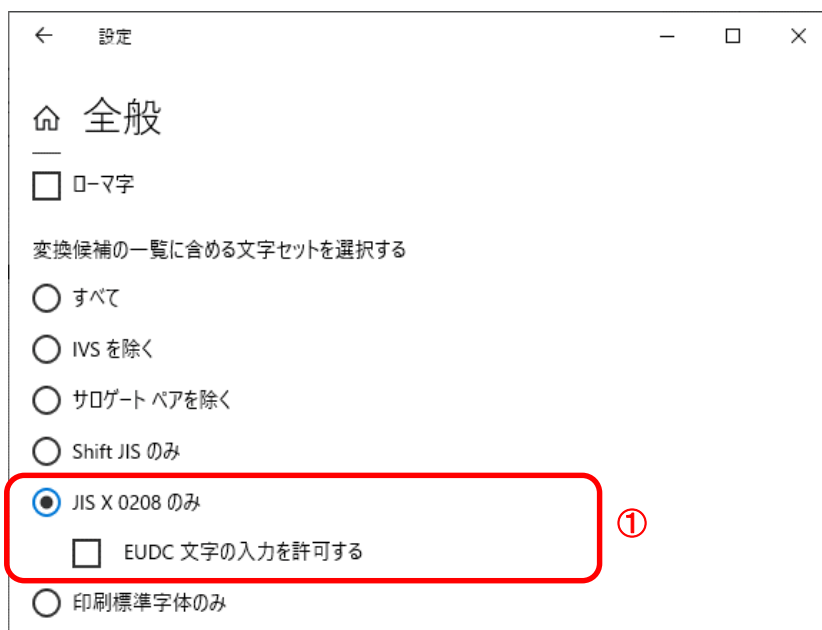 設定
全般
ローマ字
変換候補の一覧に含める文字セットを選択する
すべて
IVS を除く
サロゲート ペアを除く
Shift JIS のみ
JIS X 0208 のみ
①
EUDC 文字の入力を許可する
印刷標準字体のみ